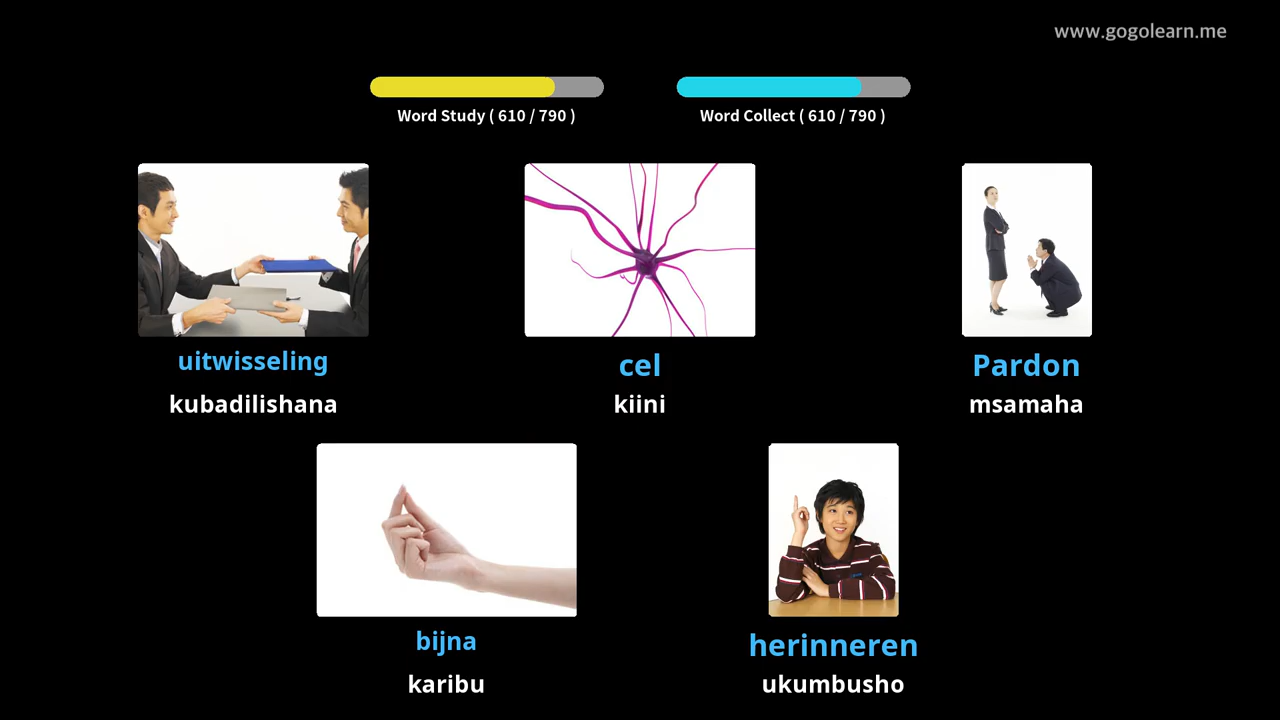 www.gogolearn.me
Word Study ( 610 / 790 )
Word Collect ( 610 / 790 )
uitwisseling
kubadilishana
cel
kiini
Pardon
msamaha
bijna
karibu
herinneren
ukumbusho